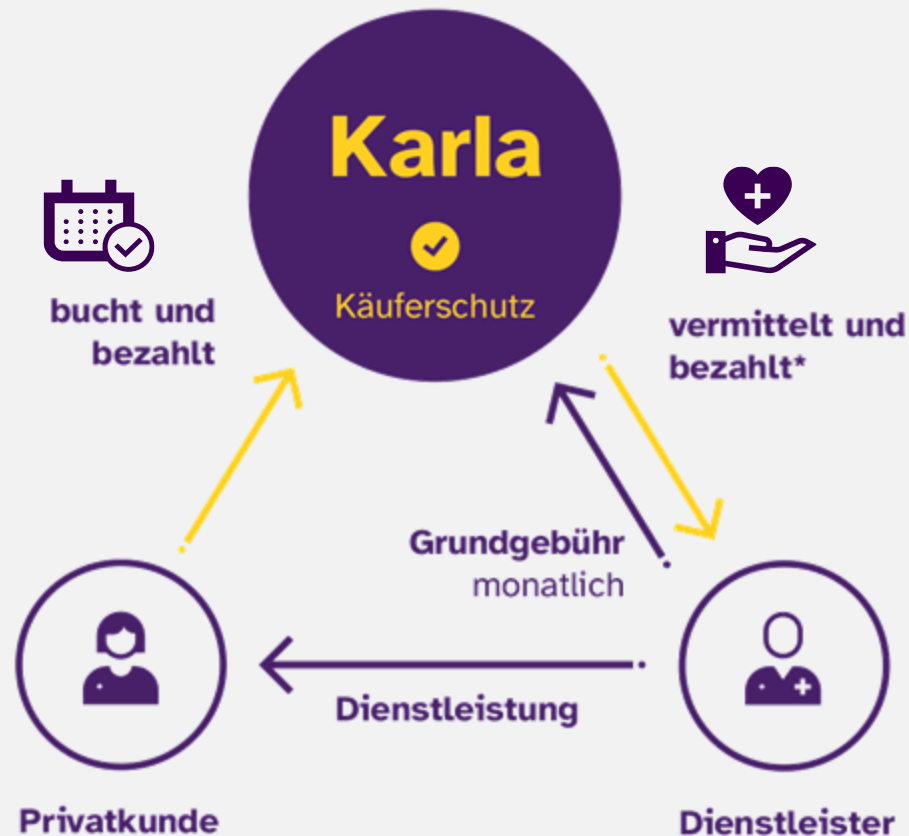 Karla
Käuferschutz
bucht und
bezahlt
vermittelt und
bezahlt*
Grundgebühr
monatlich
Dienstleistung
Privatkunde
Dienstleister